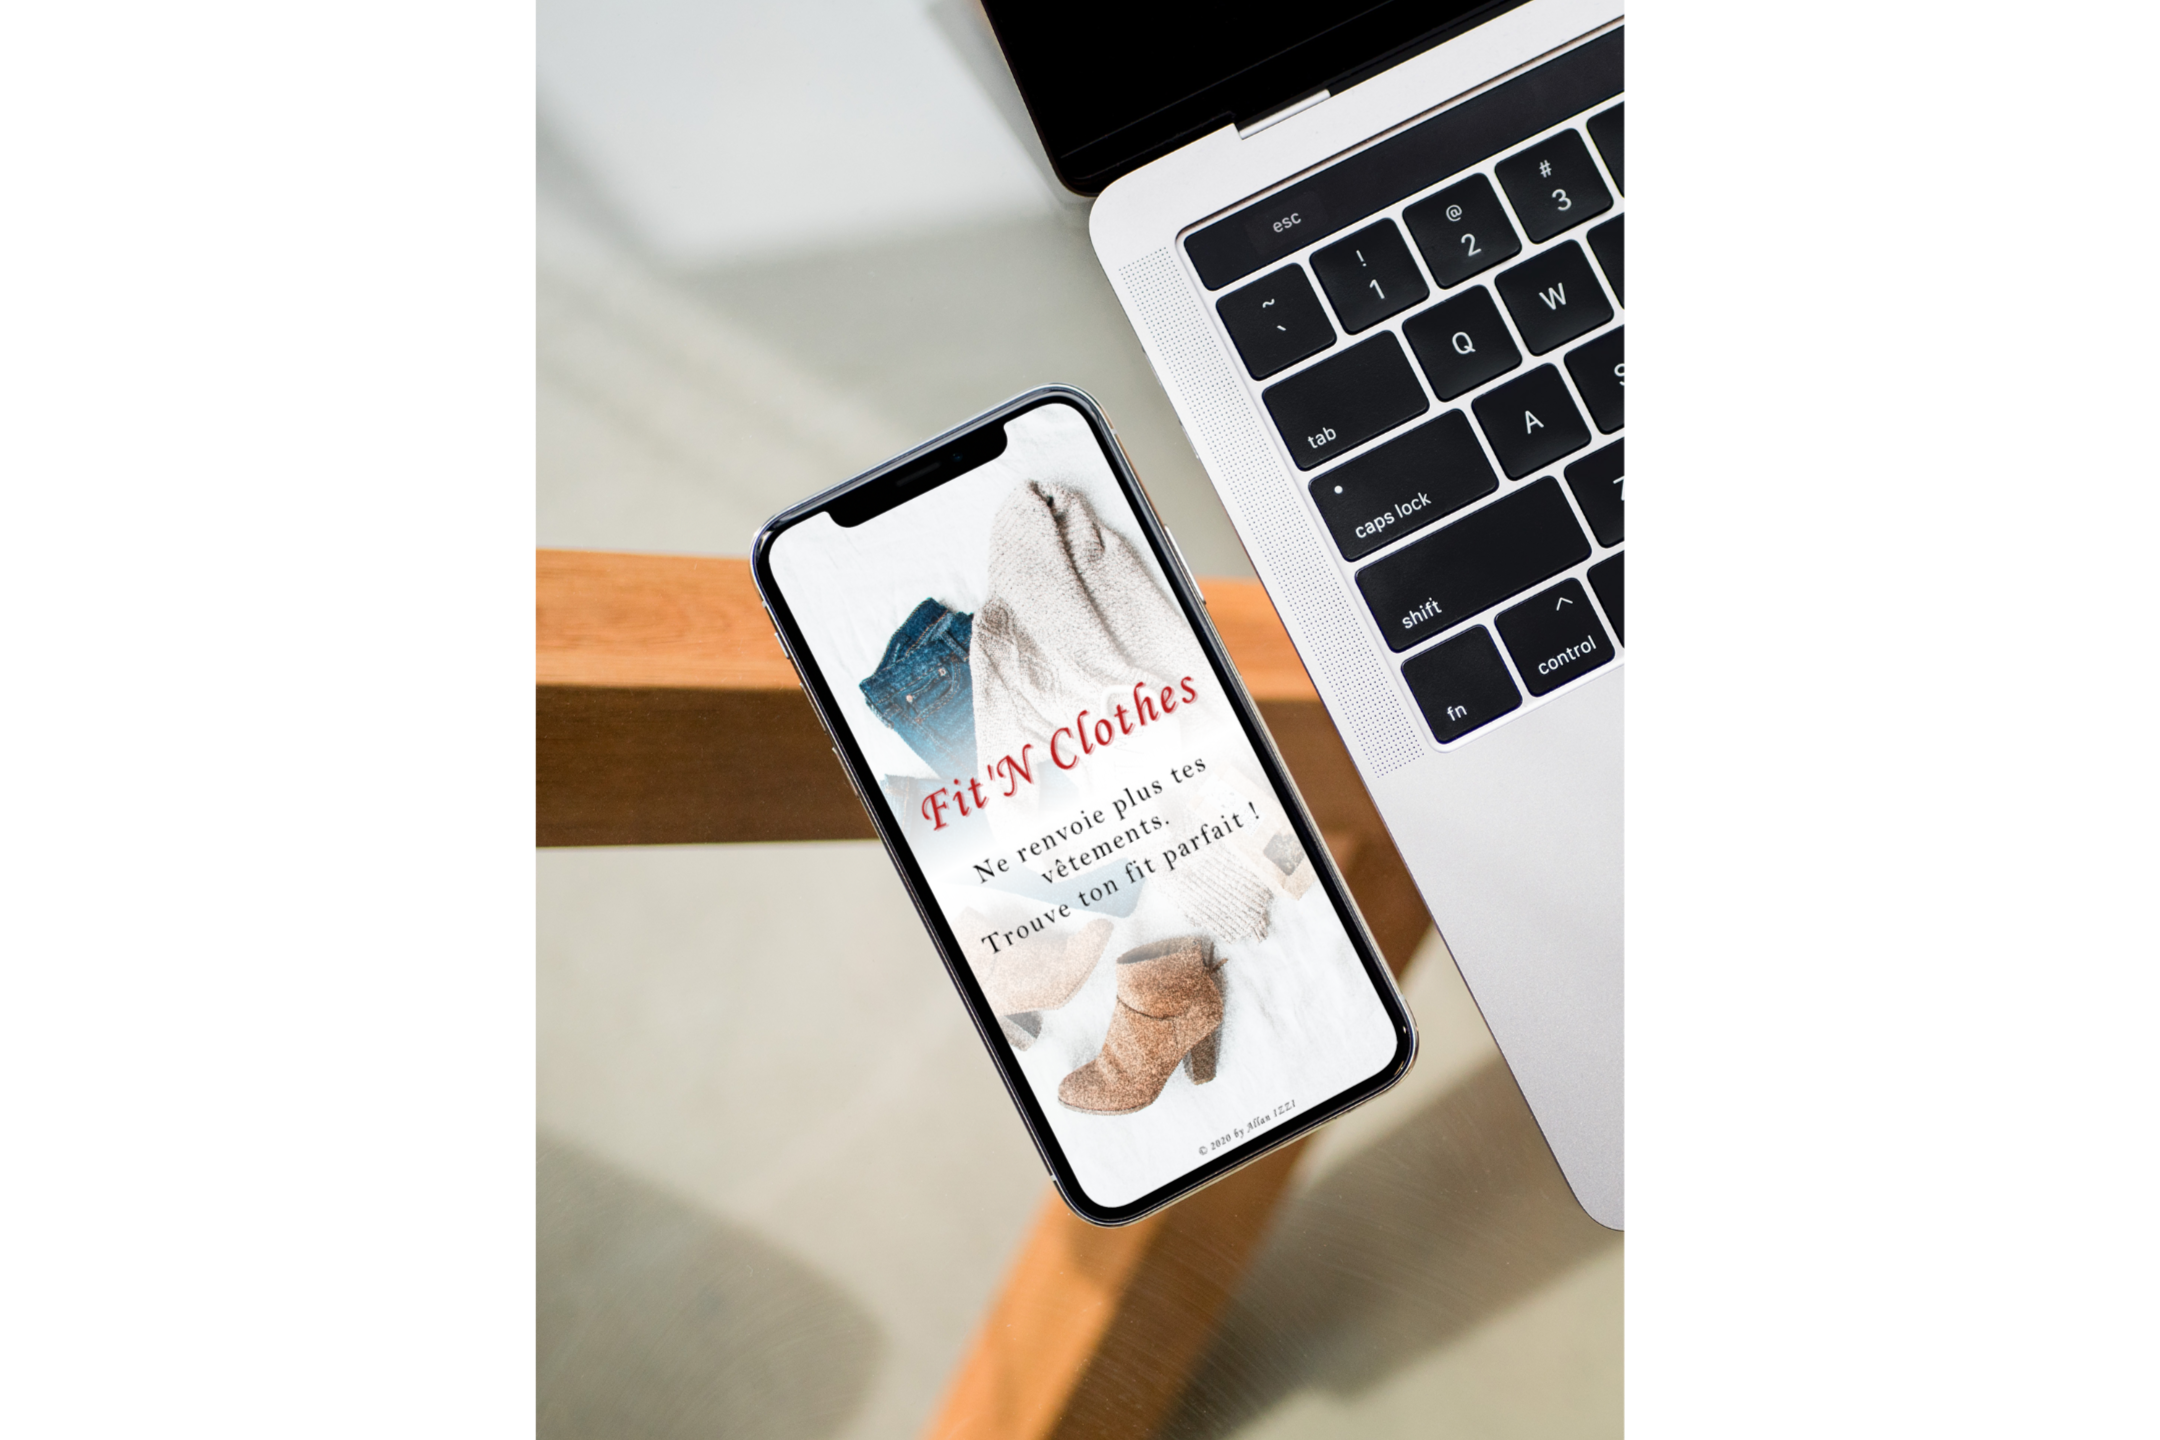 esc
~
`
!
1
@
2
#
3
tab
Q
W
caps lock
A
S
shift
Z
fn
^
control
Fit'N Clothes
Ne renvoie plus tes
vêtements.
Trouve ton fit parfait !
© 2020 by Allan IZZI